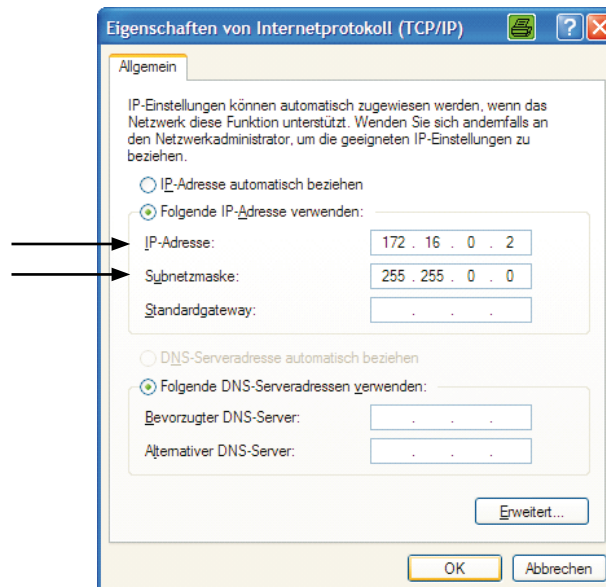 Eigenschaften von Internetprotokoll (TCP/IP)
Allgemein
IP-Einstellungen können automatisch zugewiesen werden, wenn das
Netzwerk diese Funktion unterstützt. Wenden Sie sich andernfalls an
den Netzwerkadministrator, um die geeigneten IP-Einstellungen zu
beziehen.
IP-Adresse automatisch beziehen
Folgende IP-Adresse verwenden:
IP-Adresse: 172 . 16 . 0 . 2
Subnetzmaske: 255 . 255 . 0 . 0
Standardgateway: . . .
DNS-Serveradresse automatisch beziehen
Folgende DNS-Serveradressen verwenden:
Bevorzugter DNS-Server: . . .
Alternativer DNS-Server: . . .
Erweitert...
OK Abbrechen